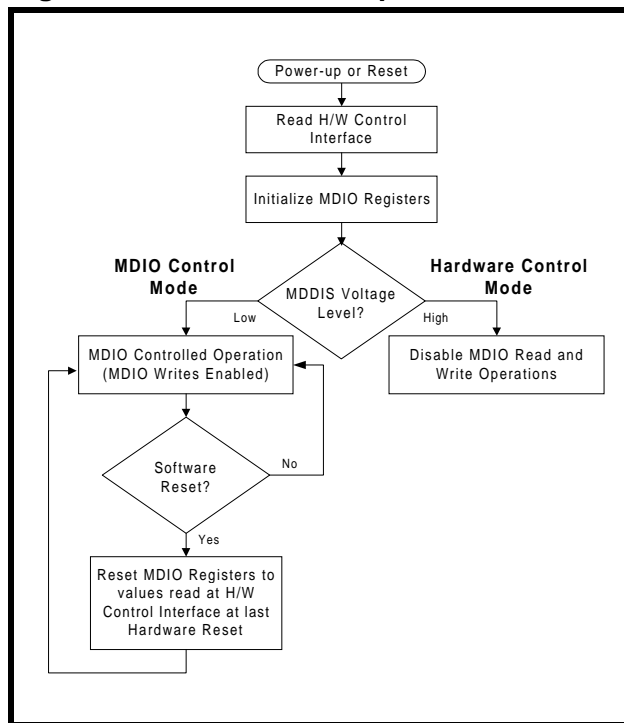 Power-up or Reset
Read H/W Control
Interface
Initialize MDIO Registers
MDIO Control
Mode
Hardware Control
Mode
MDDIS Voltage
Level?
Low
High
MDIO Controlled Operation
(MDIO Writes Enabled)
Disable MDIO Read and
Write Operations
Software
Reset?
No
Yes
Reset MDIO Registers to
values read at H/W
Control Interface at last
Hardware Reset